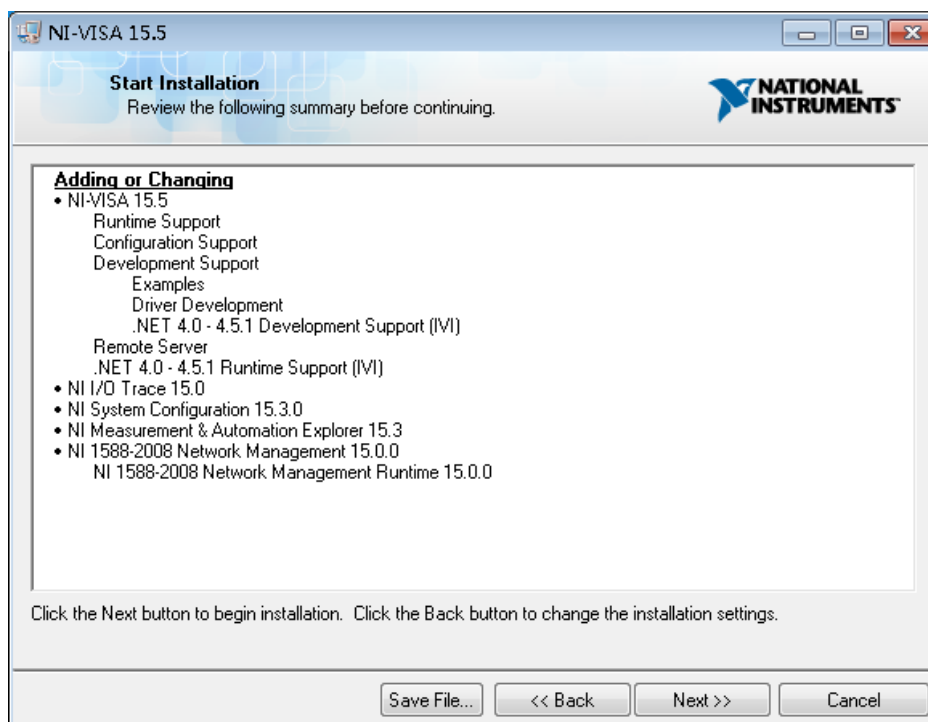 NI-VISA 15.5
Start Installation
Review the following summary before continuing.
NATIONAL
INSTRUMENTS™
Adding or Changing
• NI-VISA 15.5
Runtime Support
Configuration Support
Development Support
Examples
Driver Development
.NET 4.0 - 4.5.1 Development Support (IVI)
Remote Server
.NET 4.0 - 4.5.1 Runtime Support (IVI)
• NI I/O Trace 15.0
• NI System Configuration 15.3.0
• NI Measurement & Automation Explorer 15.3
• NI 1588-2008 Network Management 15.0.0
NI 1588-2008 Network Management Runtime 15.0.0
Click the Next button to begin installation.  Click the Back button to change the installation settings.
Save File...
<< Back
Next >>
Cancel